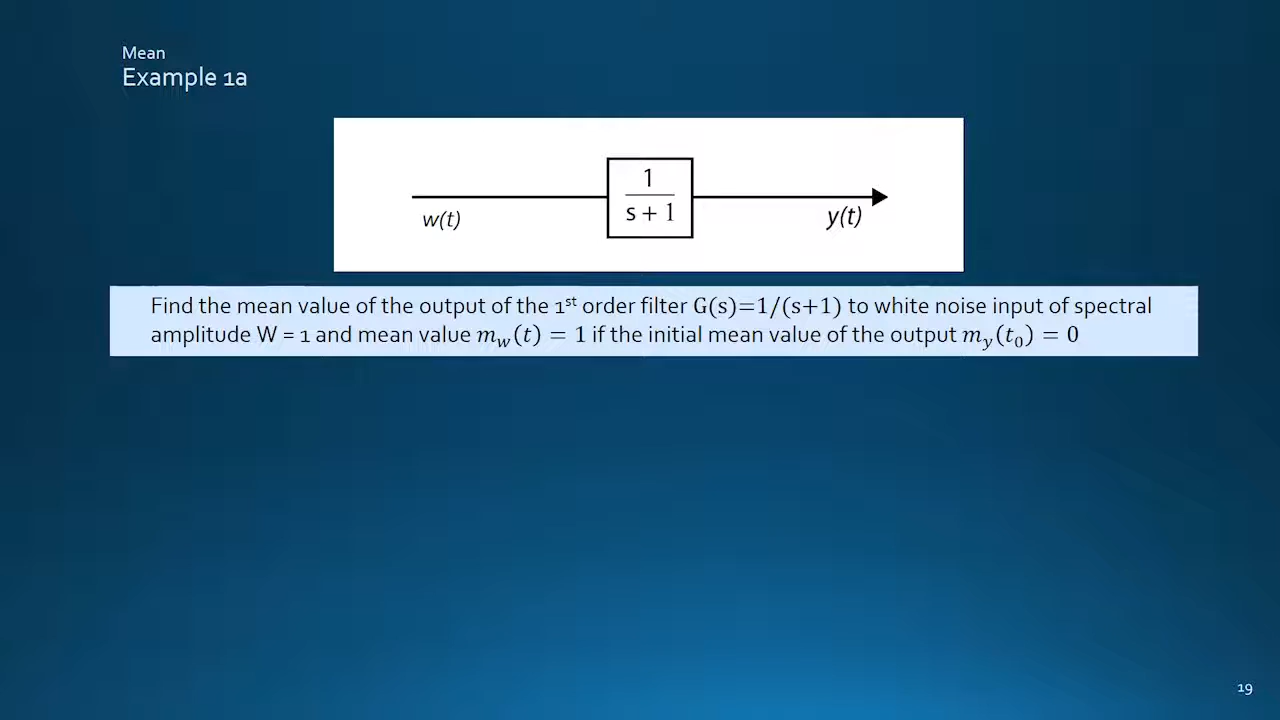 Mean
Example 1a
1
s + 1
w(t)
y(t)
Find the mean value of the output of the 1st order filter G(s)=1/(s+1) to white noise input of spectral
amplitude W = 1 and mean value m_w(t) = 1 if the initial mean value of the output m_y(t_0) = 0
19